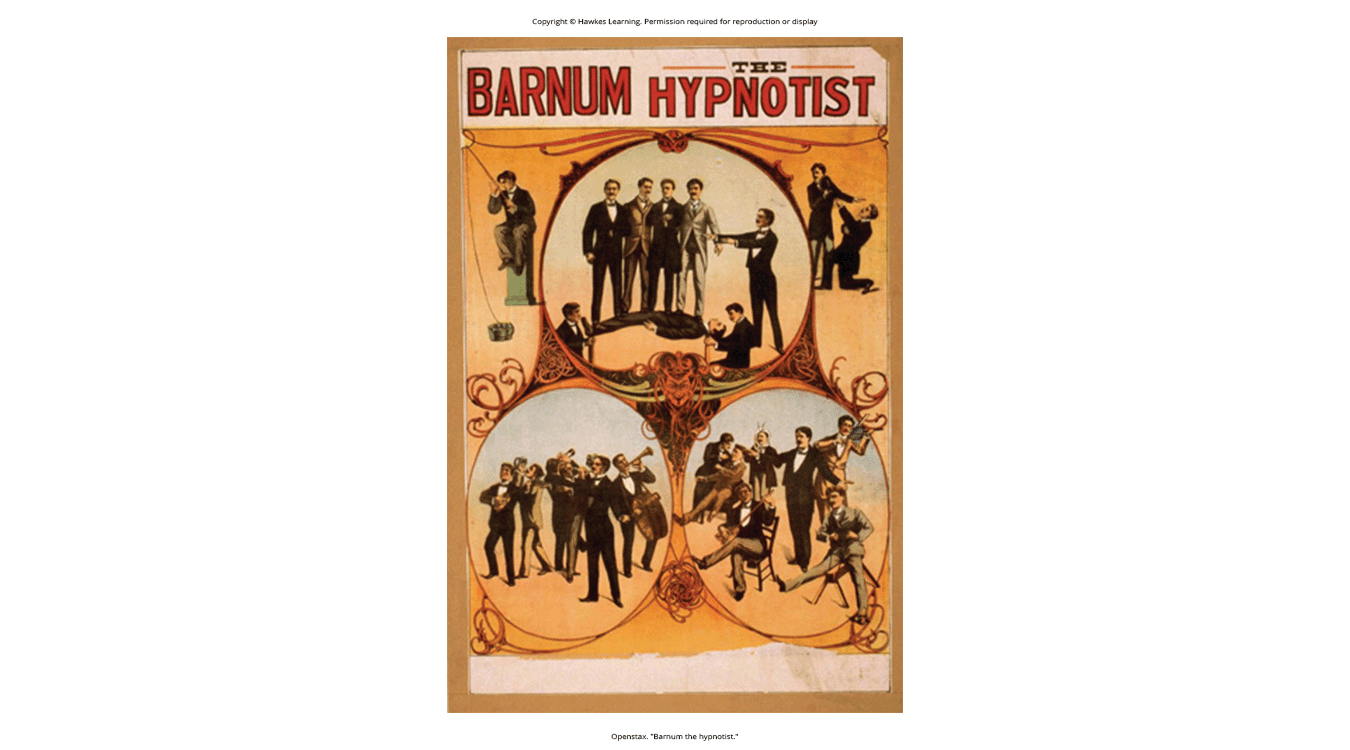 Copyright © Hawkes Learning. Permission required for reproduction or display
BARNUM THE HYPNOTIST
Openstax. "Barnum the hypnotist."